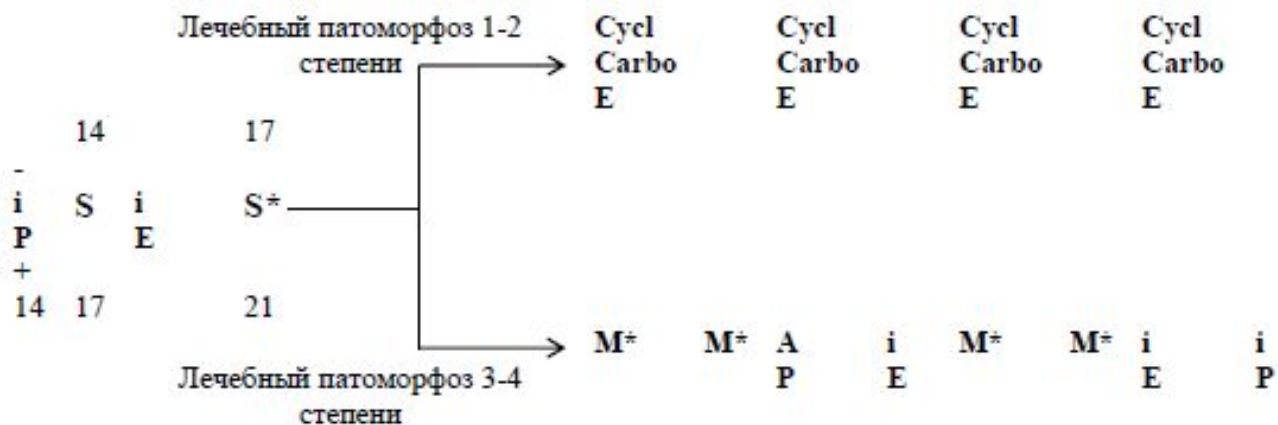 Лечебный патоморфоз 1-2 Cycl Cycl Cycl Cycl
степени Carbo Carbo Carbo Carbo
E E E E
14 17
-
i S i S*
P E
+
14 17 21
M* M* A i M* M* i i
P E E P
Лечебный патоморфоз 3-4
степени